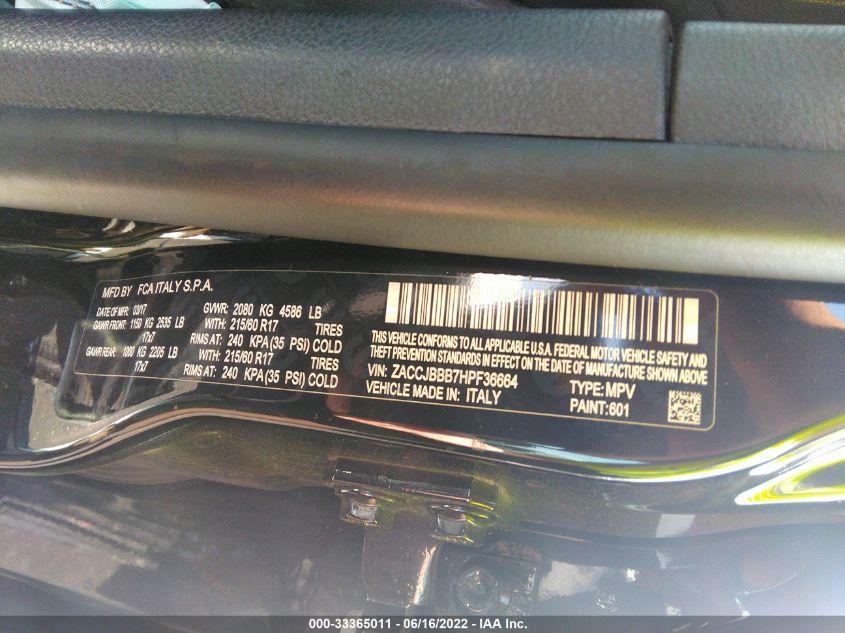 MFD BY FCA ITALY S.P.A.
DATE OF MFR: 03/17 GVWR: 2080 KG 4586 LB
GAWR FRONT: 1150 KG 2535 LB WITH: 215/60 R17 TIRES
17x7 RIMS AT: 240 KPA (35 PSI) COLD
GAWR REAR: 1000 KG 2205 LB WITH: 215/60 R17 TIRES
17x7 RIMS AT: 240 KPA (35 PSI) COLD
THIS VEHICLE CONFORMS TO ALL APPLICABLE U.S.A. FEDERAL MOTOR VEHICLE SAFETY AND
THEFT PREVENTION STANDARDS IN EFFECT ON THE DATE OF MANUFACTURE SHOWN ABOVE
VIN: ZACCJBBB7HPF36664 TYPE: MPV
VEHICLE MADE IN: ITALY PAINT:601
000-33365011 - 06/16/2022 - IAA Inc.